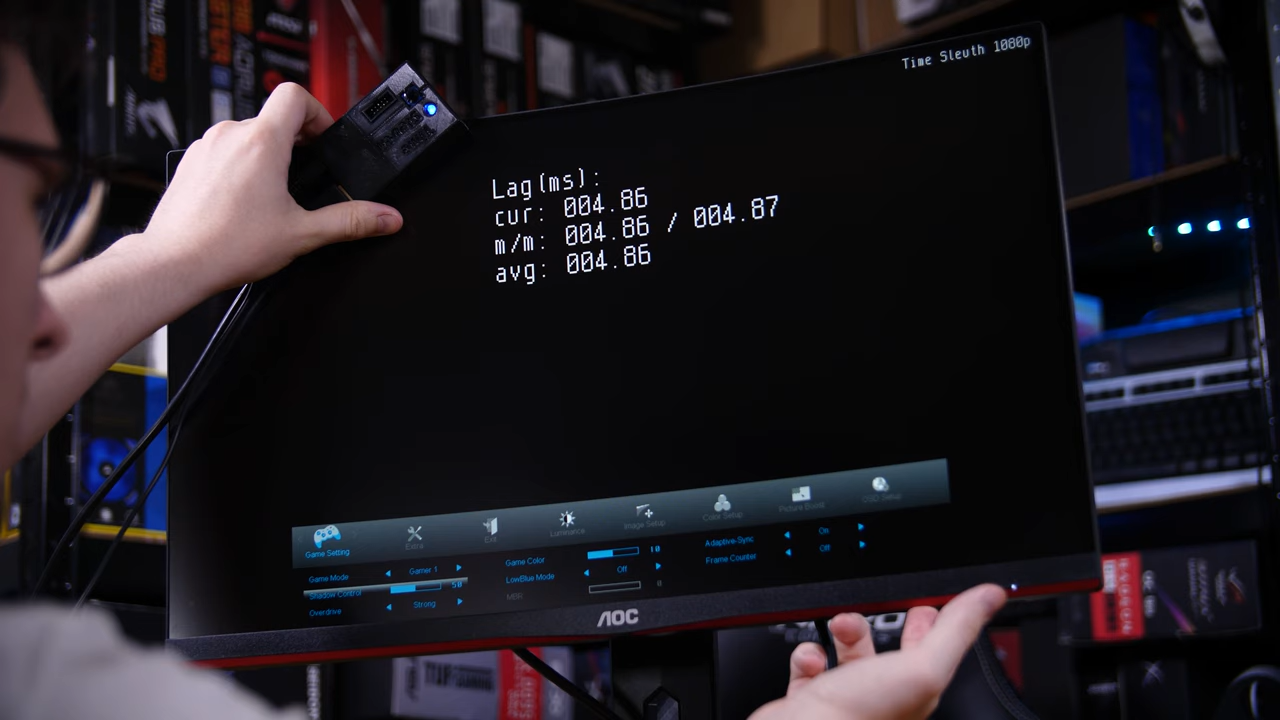 Time Sleuth 1080p
Lag(ms):
cur: 004.86
m/m: 004.86 / 004.87
avg: 004.86
Game Setting
Extra
Exit
Luminance
Image Setup
Color Setup
Picture Boost
OSD Setup
Game Mode
Gamer 1
Shadow Control
50
Overdrive
Strong
Game Color
10
LowBlue Mode
Off
MBR
0
Adaptive-Sync
On
Frame Counter
Off
AOC